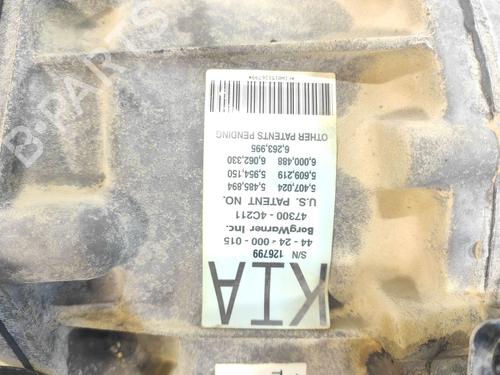 KIA
S/N 126799
44 - 24 - 000 - 015
BorgWarner Inc.
47300 - 4C211
U.S. PATENT NO.
5,407,024 5,485,894
5,609,219 5,954,150
6,000,488 6,062,330
6,263,995
OTHER PATENTS PENDING
B-PARTS